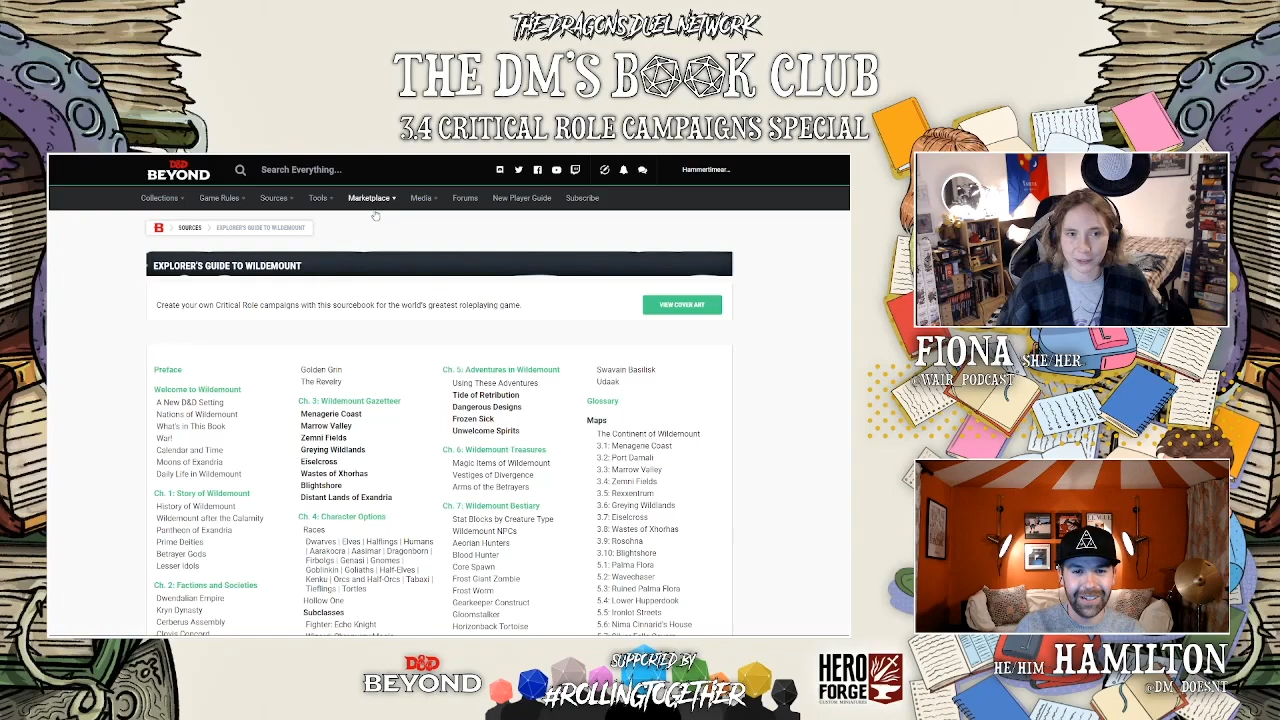 THE DRAGONS DUEL NETWORK
THE DM'S BOOK CLUB
3.4 CRITICAL ROLE CAMPAIGNS SPECIAL
D&D
BEYOND
Search Everything...
Hammertimear...
Collections
Game Rules
Sources
Tools
Marketplace
Media
Forums
New Player Guide
Subscribe
B
SOURCES
EXPLORER'S GUIDE TO WILDEMOUNT
EXPLORER'S GUIDE TO WILDEMOUNT
Create your own Critical Role campaigns with this sourcebook for the world's greatest roleplaying game.
VIEW COVER ART
Preface
Welcome to Wildemount
A New D&D Setting
Nations of Wildemount
What's in This Book
War!
Calendar and Time
Moons of Exandria
Daily Life in Wildemount
Ch. 1: Story of Wildemount
History of Wildemount
Wildemount after the Calamity
Pantheon of Exandria
Prime Deities
Betrayer Gods
Lesser Idols
Ch. 2: Factions and Societies
Dwendalian Empire
Kryn Dynasty
Cerberus Assembly
Clovis Concord
Golden Grin
The Revelry
Ch. 3: Wildemount Gazetteer
Menagerie Coast
Marrow Valley
Zemni Fields
Greying Wildlands
Eiselcross
Wastes of Xhorhas
Blightshore
Distant Lands of Exandria
Ch. 4: Character Options
Races
Dwarves | Elves | Halflings | Humans
| Aarakocra | Aasimar | Dragonborn |
Firbolgs | Genasi | Gnomes |
Goblinkin | Goliaths | Half-Elves |
Kenku | Orcs and Half-Orcs | Tabaxi |
Tieflings | Tortles
Hollow One
Subclasses
Fighter: Echo Knight
Ch. 5: Adventures in Wildemount
Using These Adventures
Tide of Retribution
Dangerous Designs
Frozen Sick
Unwelcome Spirits
Ch. 6: Wildemount Treasures
Magic Items of Wildemount
Vestiges of Divergence
Arms of the Betrayers
Ch. 7: Wildemount Bestiary
Stat Blocks by Creature Type
Wildemount NPCs
Aeorian Hunters
Blood Hunter
Core Spawn
Frost Giant Zombie
Frost Worm
Gearkeeper Construct
Gloomstalker
Horizonback Tortoise
Swavain Basilisk
Udaak
Glossary
Maps
The Continent of Wildemount
3.1: Menagerie Coast
3.2: Port Damali
3.3: Marrow Valley
3.4: Zemni Fields
3.5: Rexxentrum
3.6: Greying Wildlands
3.7: Eiselcross
3.8: Wastes of Xhorhas
3.9: Rosohna
3.10: Blightshore
5.1: Palma Flora
5.2: Wavechaser
5.3: Ruined Palma Flora
5.4: Lower Hupperdook
5.5: Ironlot Streets
5.6: Nima Cinnarid's House
FIONA SHE/HER
@WAIR_PODCAST
HE/HIM HAMILTON
@DM_DOESNT
D&D
BEYOND
SUPPORTED BY
#ROLLINGTOGETHER
HERO
FORGE
CUSTOM MINIATURES